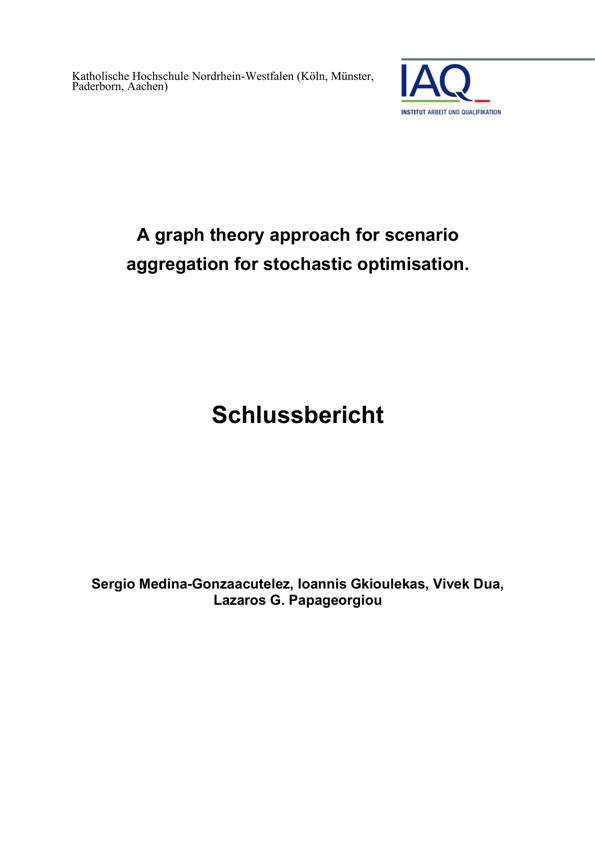 Katholische Hochschule Nordrhein-Westfalen (Köln, Münster,
Paderborn, Aachen)
IAQ
INSTITUT ARBEIT UND QUALIFIKATION
A graph theory approach for scenario
aggregation for stochastic optimisation.
Schlussbericht
Sergio Medina-Gonzaacutelez, Ioannis Gkioulekas, Vivek Dua,
Lazaros G. Papageorgiou